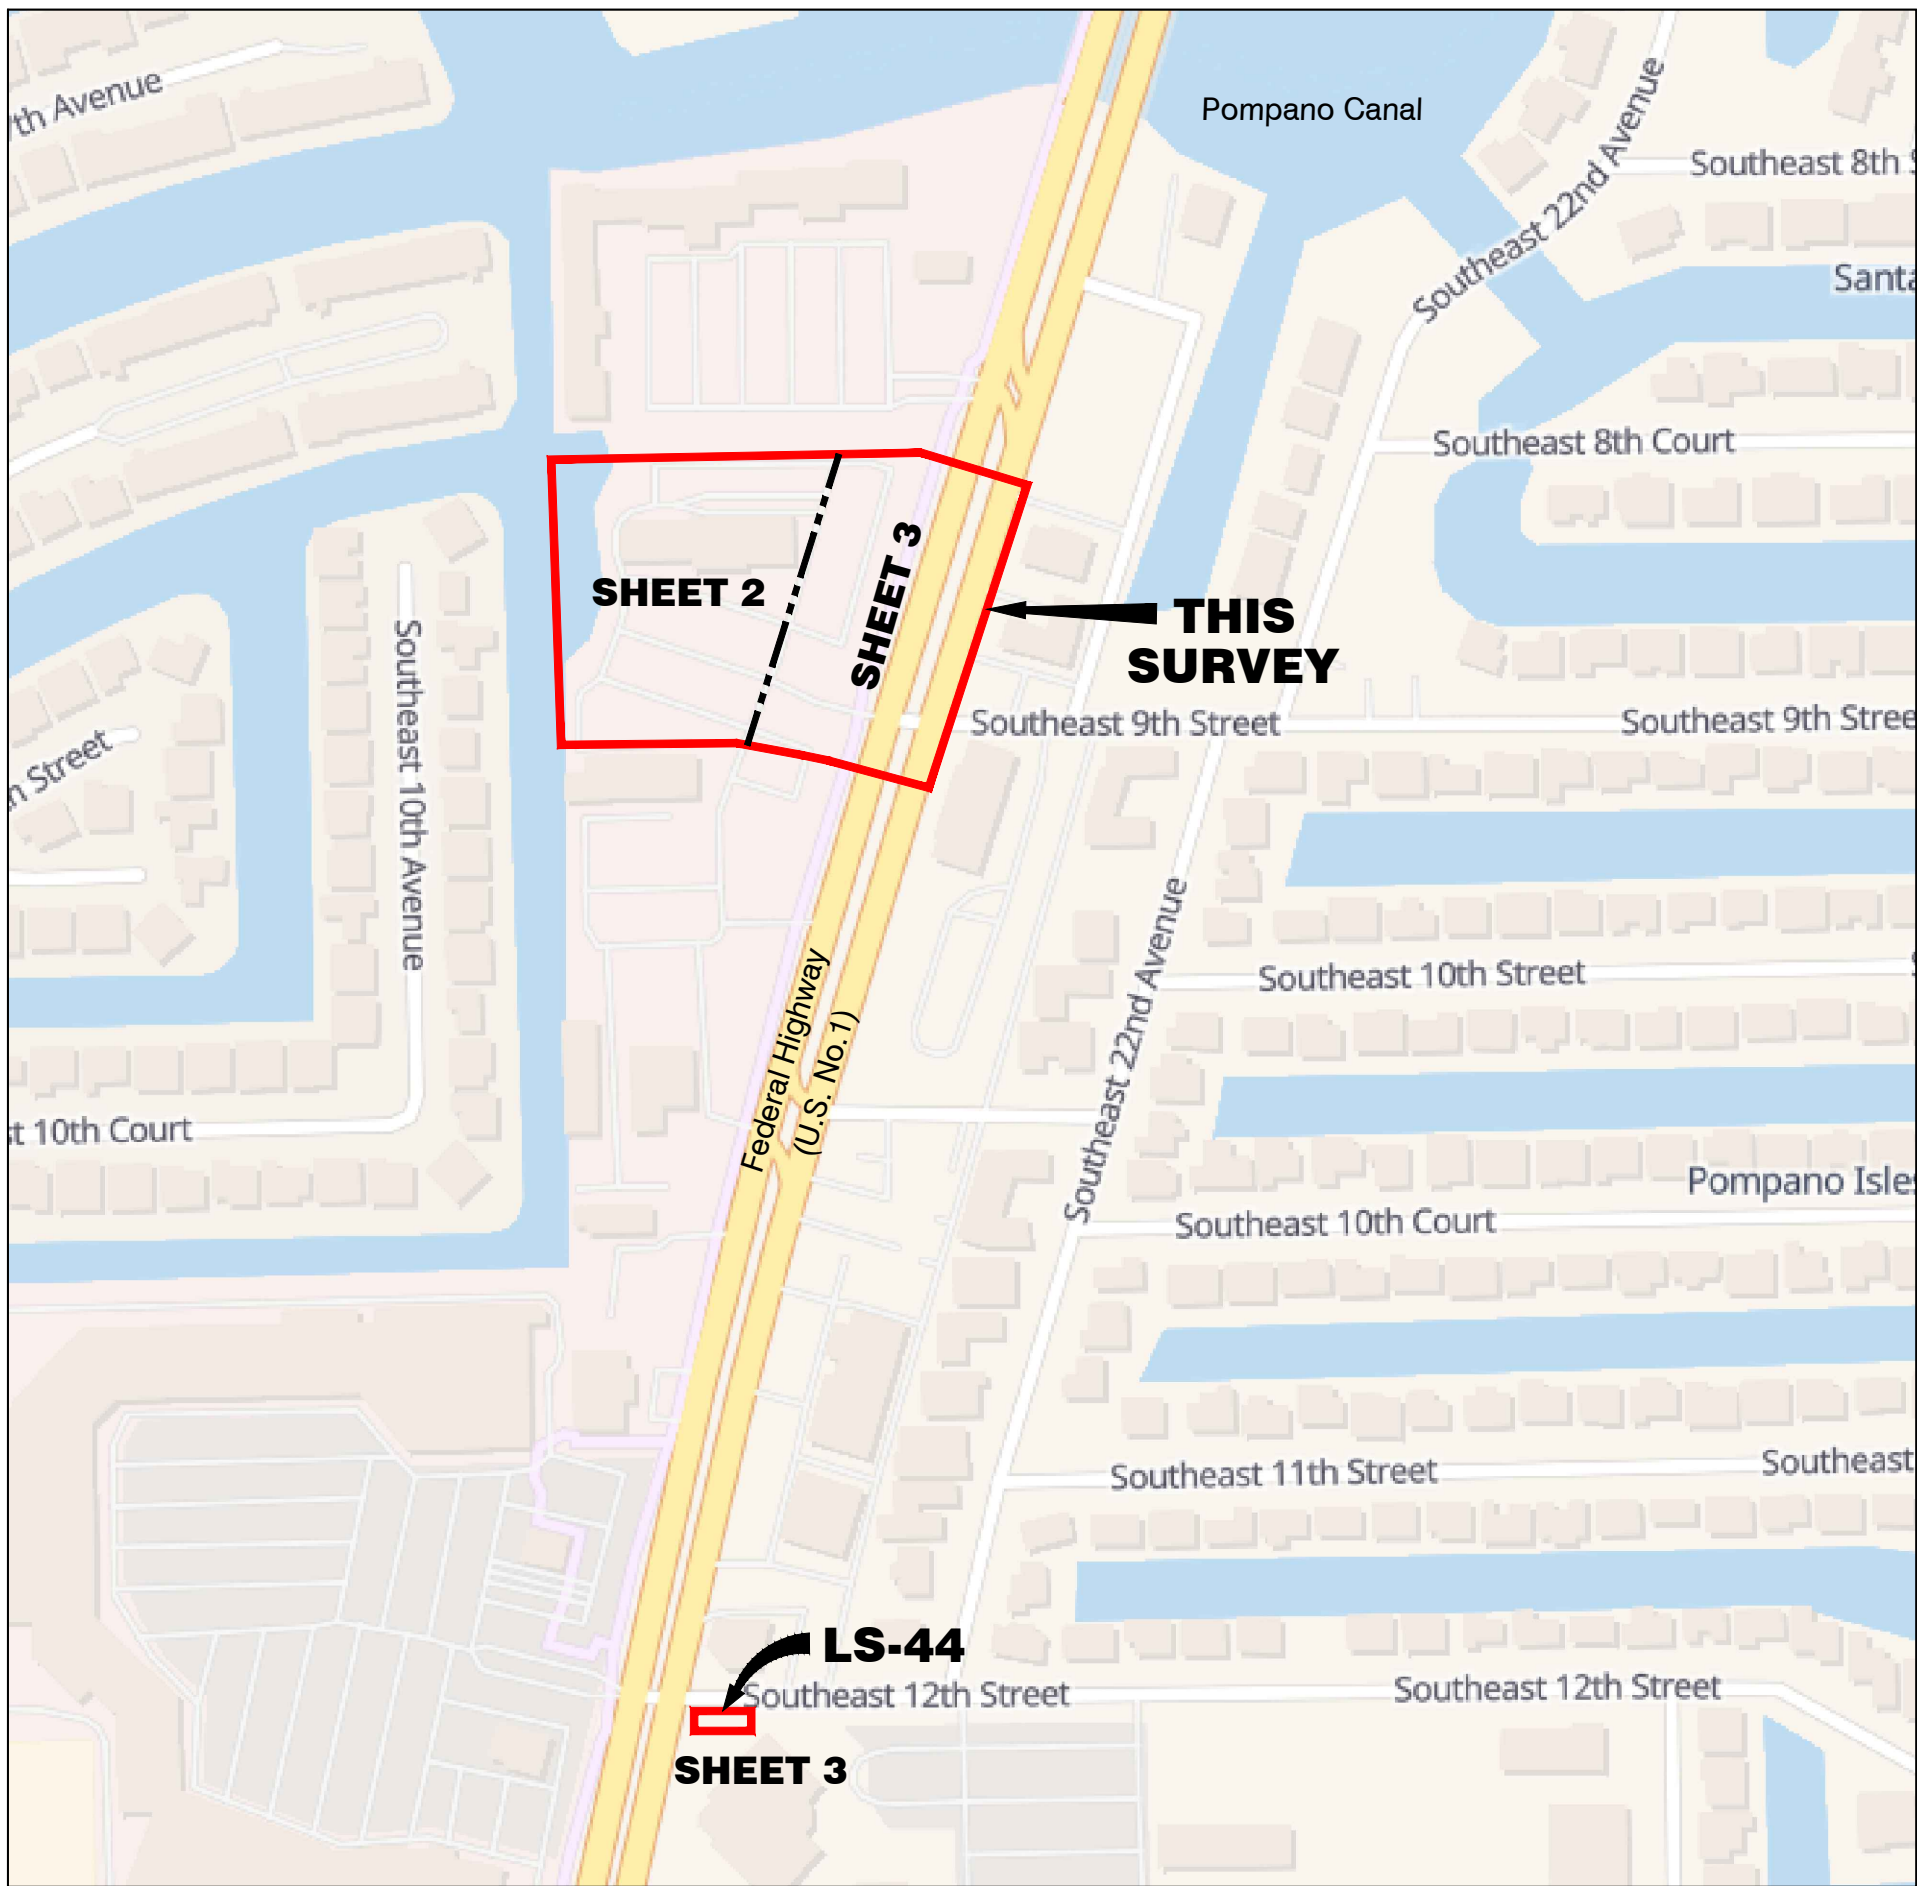 th Avenue
Pompano Canal
Southeast 22nd Avenue
Southeast 8th S
Santa
Southeast 8th Court
SHEET 2
SHEET 3
THIS
SURVEY
Southeast 9th Street
Southeast 9th Stree
Southeast 10th Avenue
n Street
Federal Highway
(U.S. No.1)
Southeast 22nd Avenue
Southeast 10th Street
S
t 10th Court
Pompano Isles
Southeast 10th Court
Southeast 11th Street
Southeast
LS-44
Southeast 12th Street
Southeast 12th Street
SHEET 3